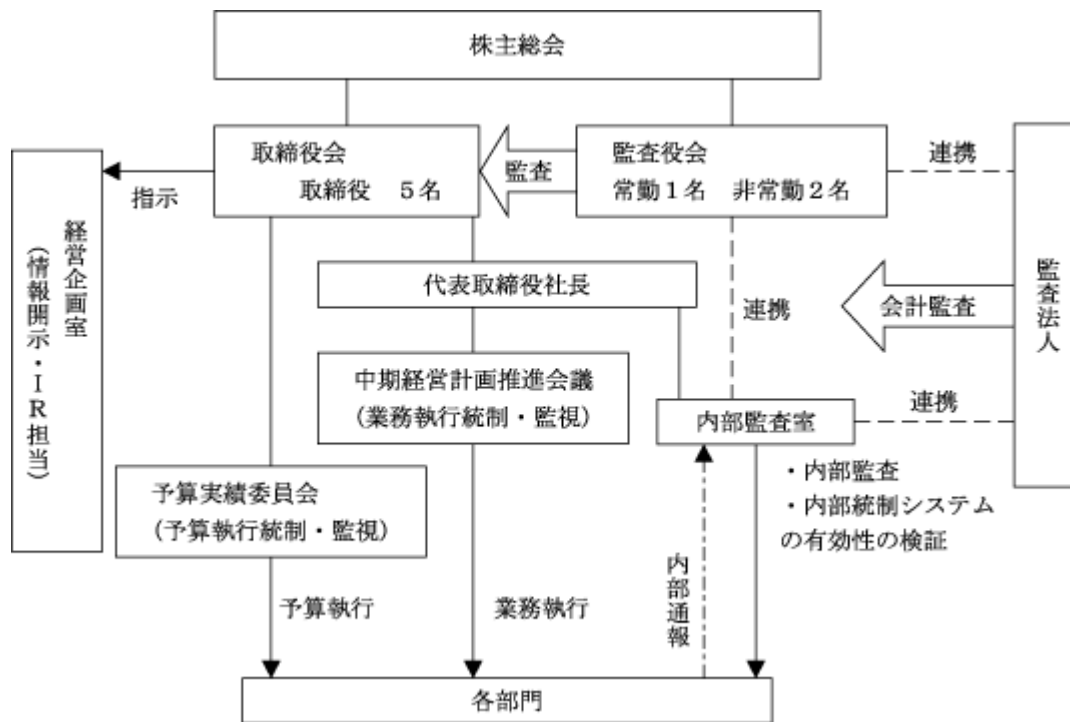 株主総会
取締役会
取締役　5名
監査
監査役会
常勤1名　非常勤2名
連携
指示
経営企画室
（情報開示・IR担当）
代表取締役社長
連携
会計監査
監査法人
中期経営計画推進会議
（業務執行統制・監視）
内部監査室
連携
・内部監査
・内部統制システム
の有効性の検証
予算実績委員会
（予算執行統制・監視）
予算執行
業務執行
内部通報
各部門